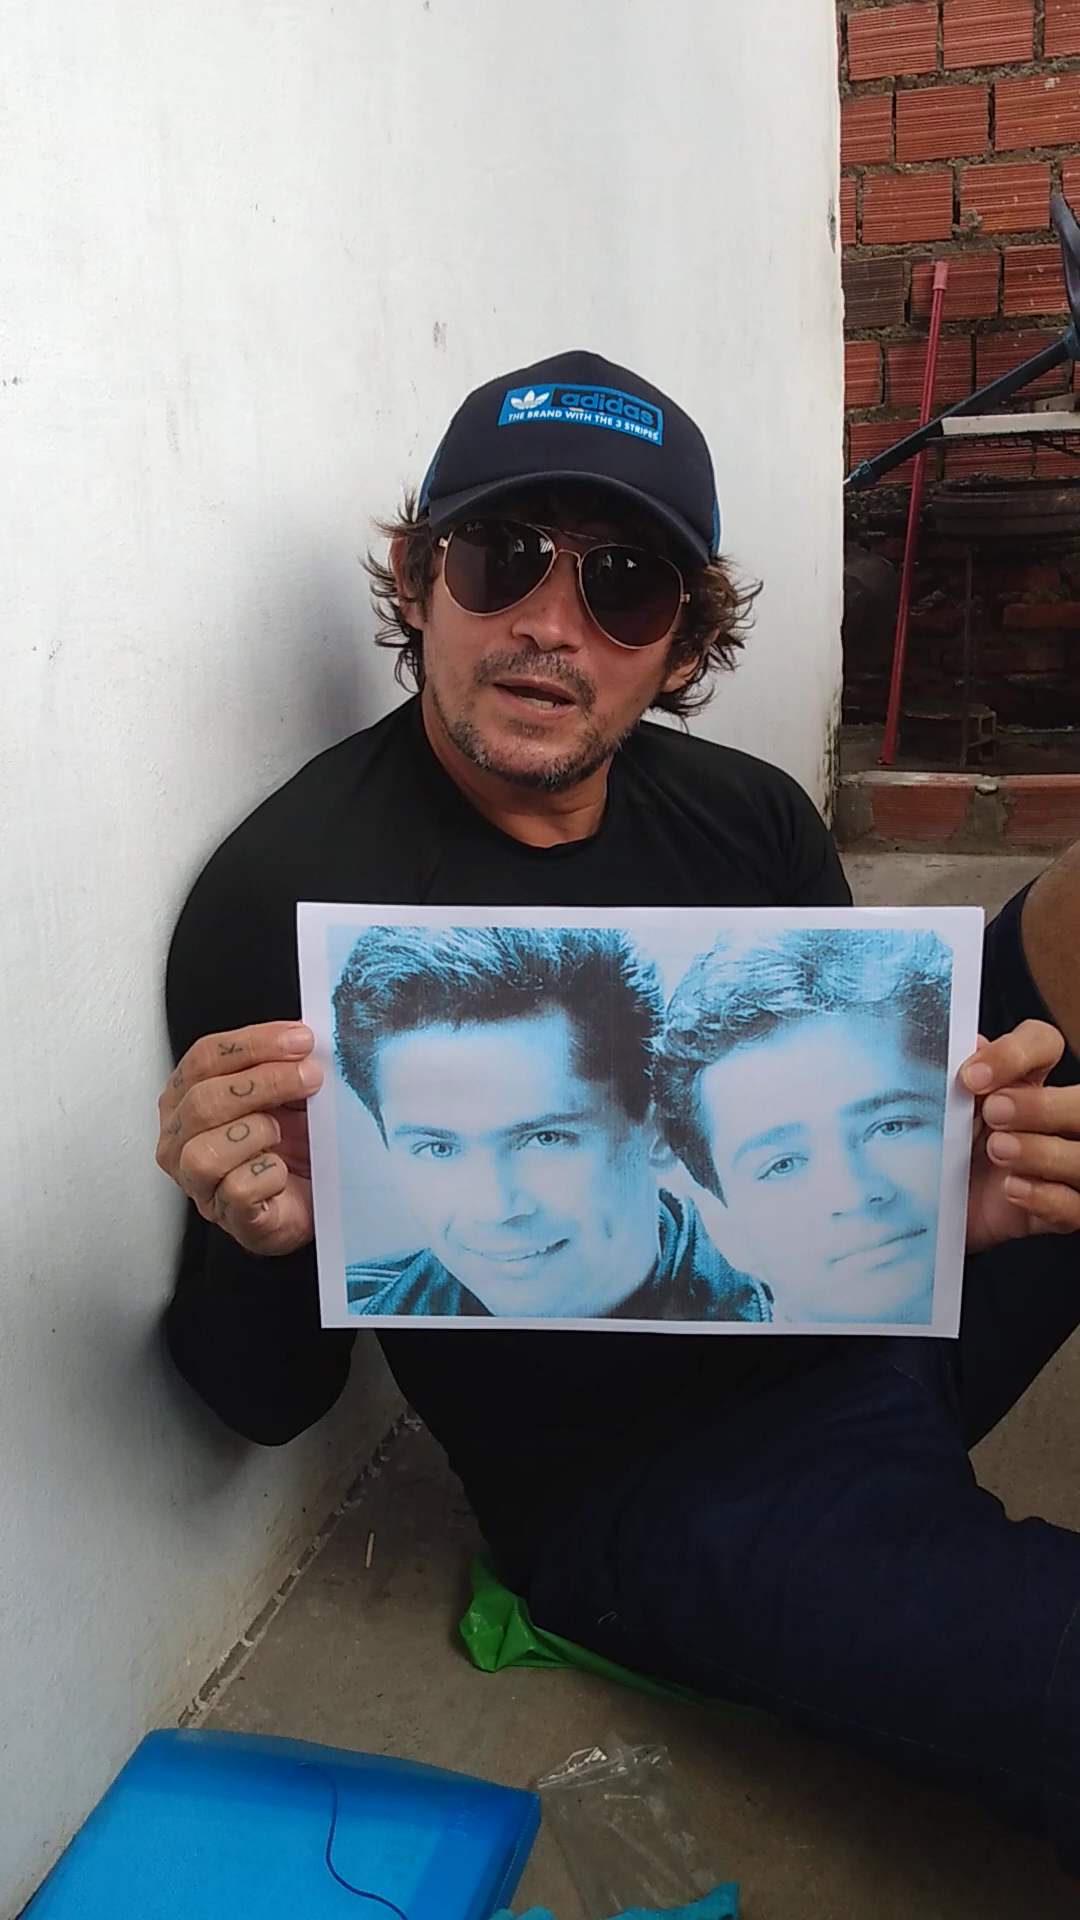 adidas
THE BRAND WITH THE 3 STRIPES
ROCK